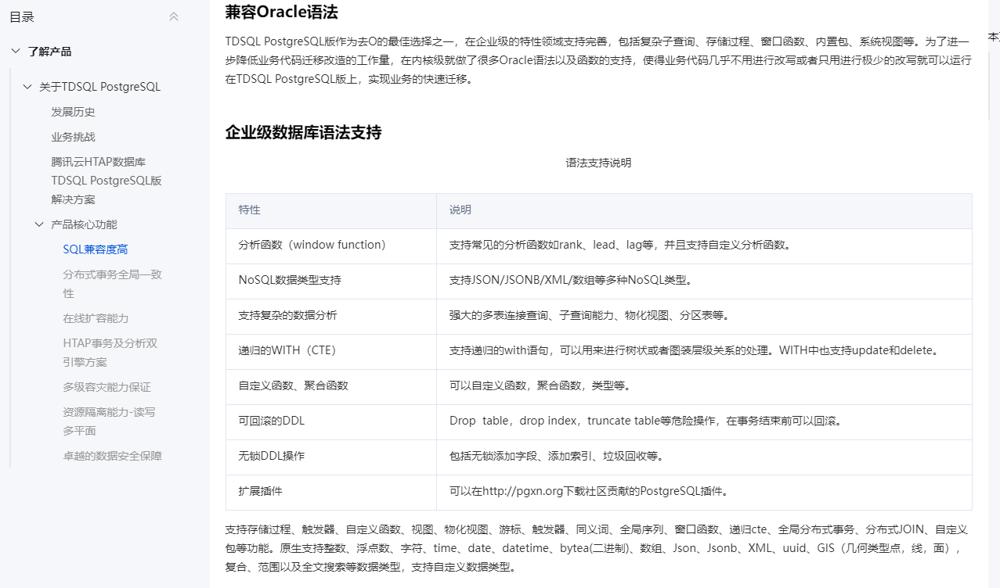 目录
了解产品
关于TDSQL PostgreSQL
发展历史
业务挑战
腾讯云HTAP数据库
TDSQL PostgreSQL版
解决方案
产品核心功能
SQL兼容度高
分布式事务全局一致
性
在线扩容能力
HTAP事务及分析双
引擎方案
多级容灾能力保证
资源隔离能力-读写
多平面
卓越的数据安全保障
兼容Oracle语法
TDSQL PostgreSQL版作为去O的最佳选择之一，在企业级的特性领域支持完善，包括复杂子查询、存储过程、窗口函数、内置包、系统视图等。为了进一
步降低业务代码迁移改造的工作量，在内核级就做了很多Oracle语法以及函数的支持，使得业务代码几乎不用进行改写或者只用进行极少的改写就可以运行
在TDSQL PostgreSQL版上，实现业务的快速迁移。
企业级数据库语法支持
语法支持说明
特性 说明
分析函数（window function） 支持常见的分析函数如rank、lead、lag等，并且支持自定义分析函数。
NoSQL数据类型支持 支持JSON/JSONB/XML/数组等多种NoSQL类型。
支持复杂的数据分析 强大的多表连接查询、子查询能力、物化视图、分区表等。
递归的WITH（CTE） 支持递归的with语句，可以用来进行树状或者图装层级关系的处理。WITH中也支持update和delete。
自定义函数、聚合函数 可以自定义函数，聚合函数，类型等。
可回滚的DDL Drop  table，drop index，truncate table等危险操作，在事务结束前可以回滚。
无锁DDL操作 包括无锁添加字段、添加索引、垃圾回收等。
扩展插件 可以在http://pgxn.org下载社区贡献的PostgreSQL插件。
支持存储过程、触发器、自定义函数、视图、物化视图、游标、触发器、同义词、全局序列、窗口函数、递归cte、全局分布式事务、分布式JOIN、自定义
包等功能。原生支持整数、浮点数、字符、time、date、datetime、bytea(二进制)、数组、Json、Jsonb、XML、uuid、GIS（几何类型点，线，面），
复合、范围以及全文搜索等数据类型，支持自定义数据类型。
本